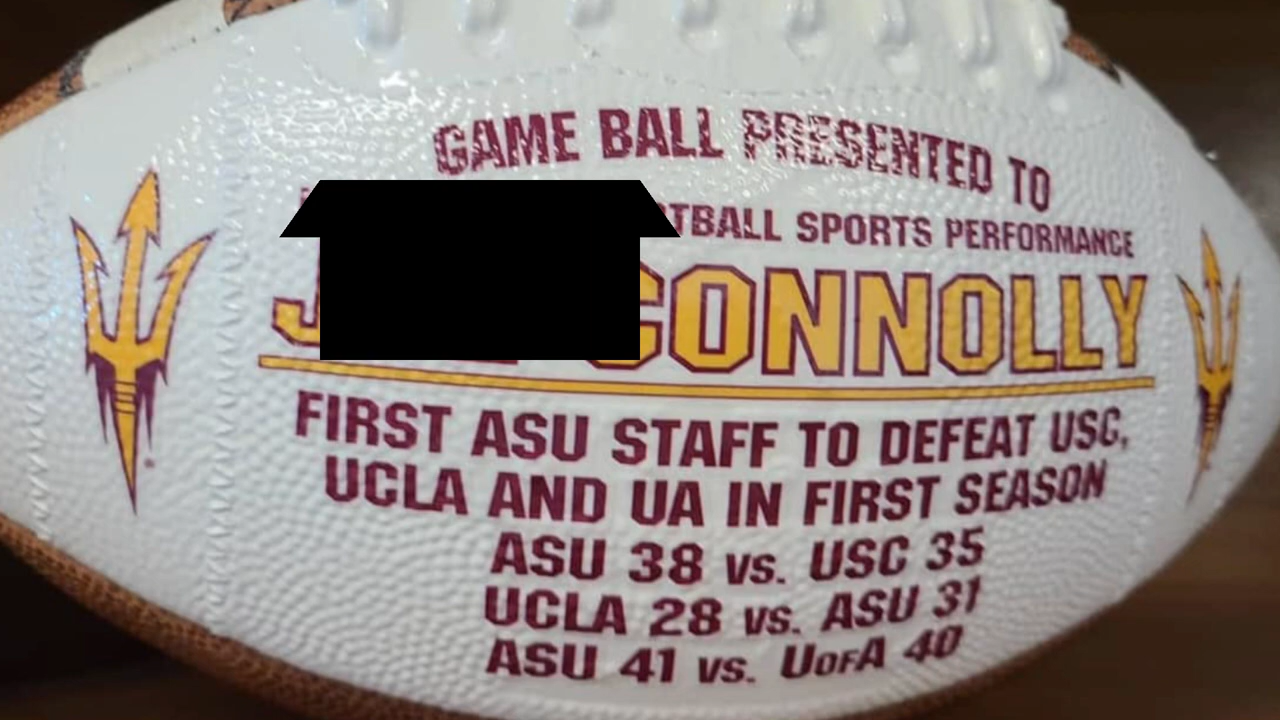 GAME BALL PRESENTED TO
SPORTS PERFORMANCE
CONNOLLY
FIRST ASU STAFF TO DEFEAT USC,
UCLA AND UA IN FIRST SEASON
ASU 38 vs. USC 35
UCLA 28 vs. ASU 31
ASU 41 vs. UofA 40